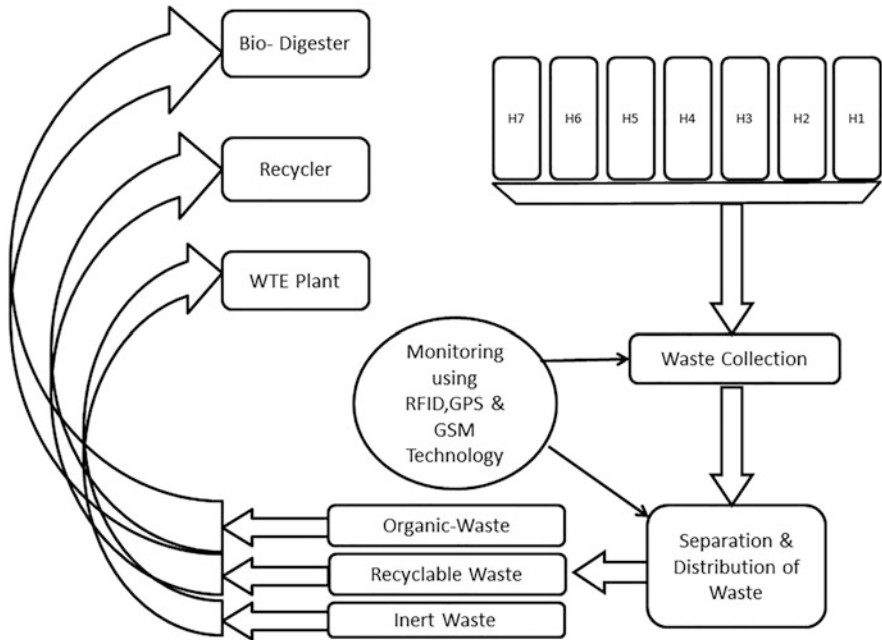 Bio- Digester
H7 H6 H5 H4 H3 H2 H1
Recycler
WTE Plant
Monitoring
using
RFID,GPS &
GSM
Technology
Waste Collection
Organic-Waste
Recyclable Waste
Inert Waste
Separation &
Distribution of
Waste